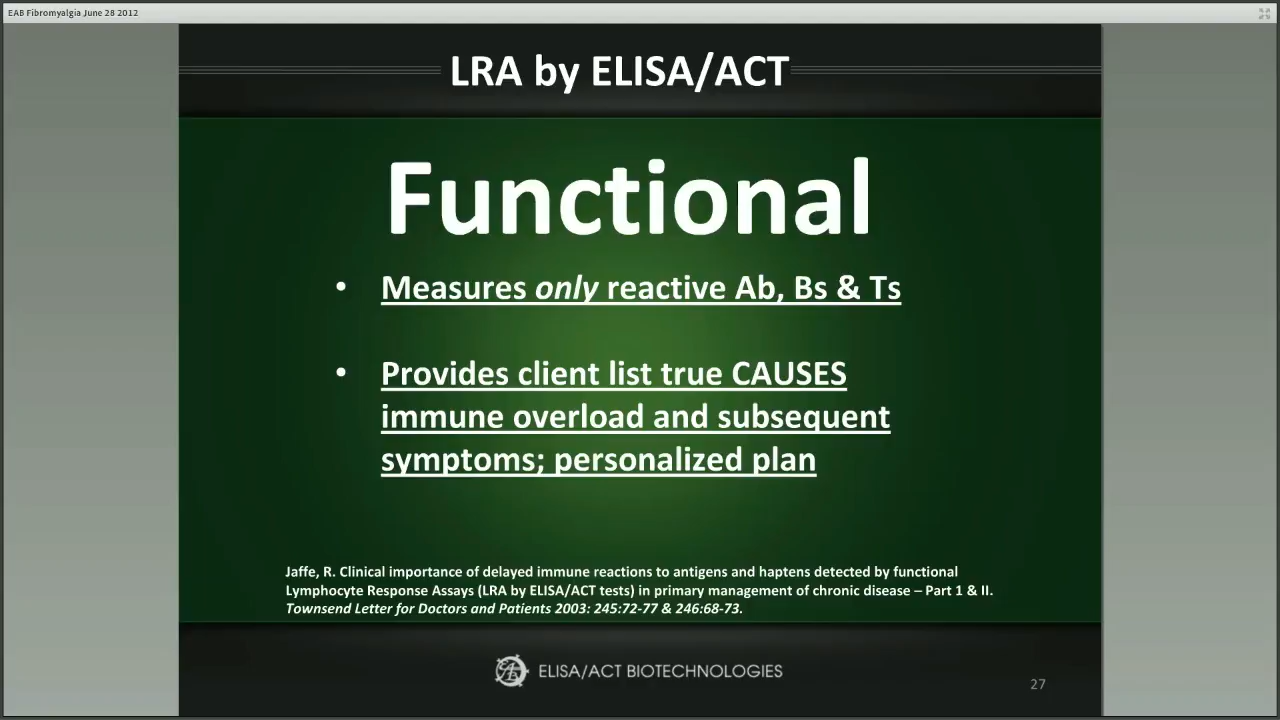 EAB Fibromyalgia June 28 2012
LRA by ELISA/ACT
Functional
• Measures only reactive Ab, Bs & Ts
• Provides client list true CAUSES
immune overload and subsequent
symptoms; personalized plan
Jaffe, R. Clinical importance of delayed immune reactions to antigens and haptens detected by functional
Lymphocyte Response Assays (LRA by ELISA/ACT tests) in primary management of chronic disease – Part 1 & II.
Townsend Letter for Doctors and Patients 2003: 245:72-77 & 246:68-73.
ELISA/ACT BIOTECHNOLOGIES
27